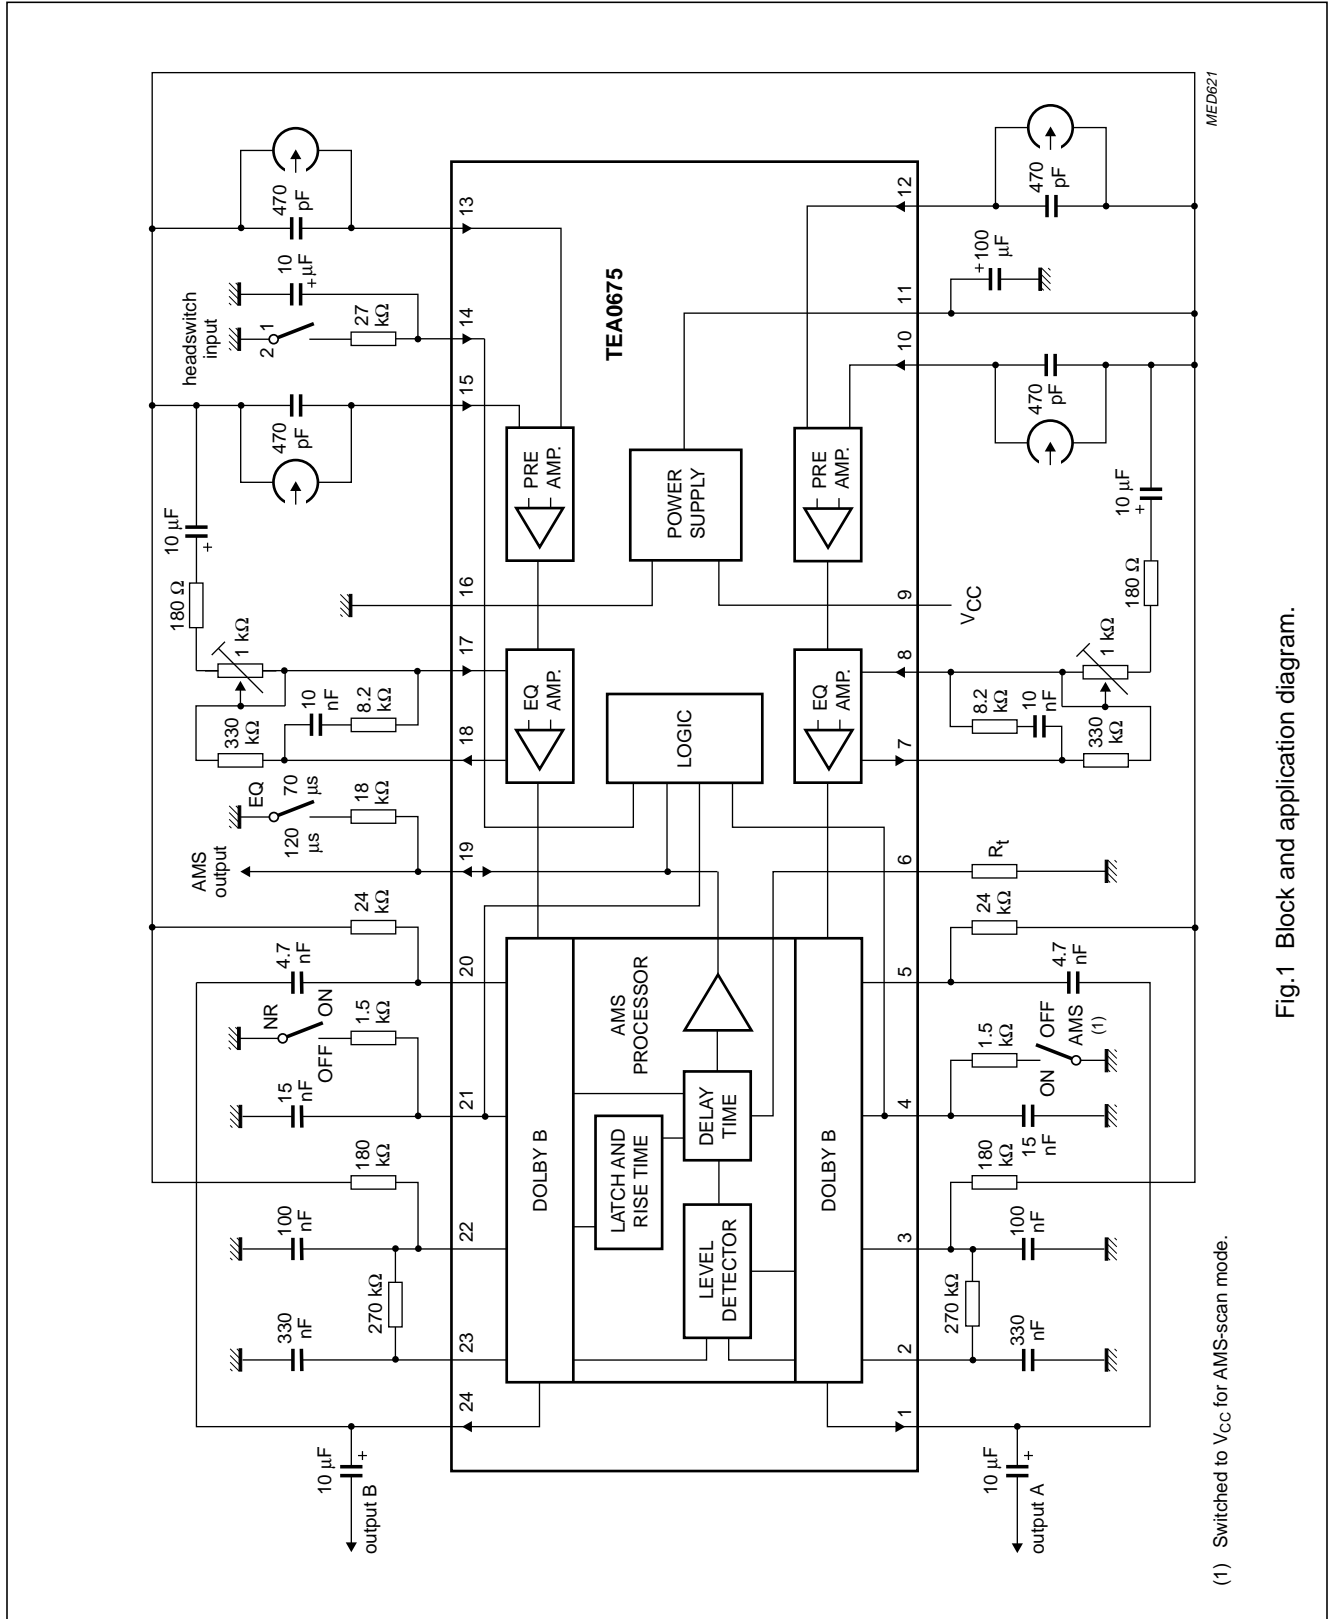 MED621
470
pF
13
10
µF
+
headswitch
input
2
1
27
kΩ
14
15
470
pF
10 µF
+
180 Ω
16
1 kΩ
17
10
nF
8.2
kΩ
330
kΩ
18
EQ
70
µs
120
µs
18
kΩ
AMS
output
19
24
kΩ
4.7
nF
20
NR
ON
OFF
1.5
kΩ
15
nF
21
180
kΩ
100
nF
22
270 kΩ
330
nF
23
24
10 µF
+
output B
TEA0675
PRE
AMP.
POWER
SUPPLY
PRE
AMP.
EQ
AMP.
LOGIC
EQ
AMP.
AMS
PROCESSOR
DOLBY B
LATCH AND
RISE TIME
DELAY
TIME
LEVEL
DETECTOR
DOLBY B
12
470
pF
+100
µF
11
10
470
pF
10 µF
+
180 Ω
9
VCC
1 kΩ
8
8.2
kΩ
10
nF
7
330
kΩ
6
Rt
24
kΩ
5
4.7
nF
1.5
kΩ
OFF
ON
AMS
(1)
4
15
nF
180
kΩ
3
100
nF
270 kΩ
2
330
nF
1
10 µF
+
output A
(1) Switched to VCC for AMS-scan mode.
Fig.1 Block and application diagram.